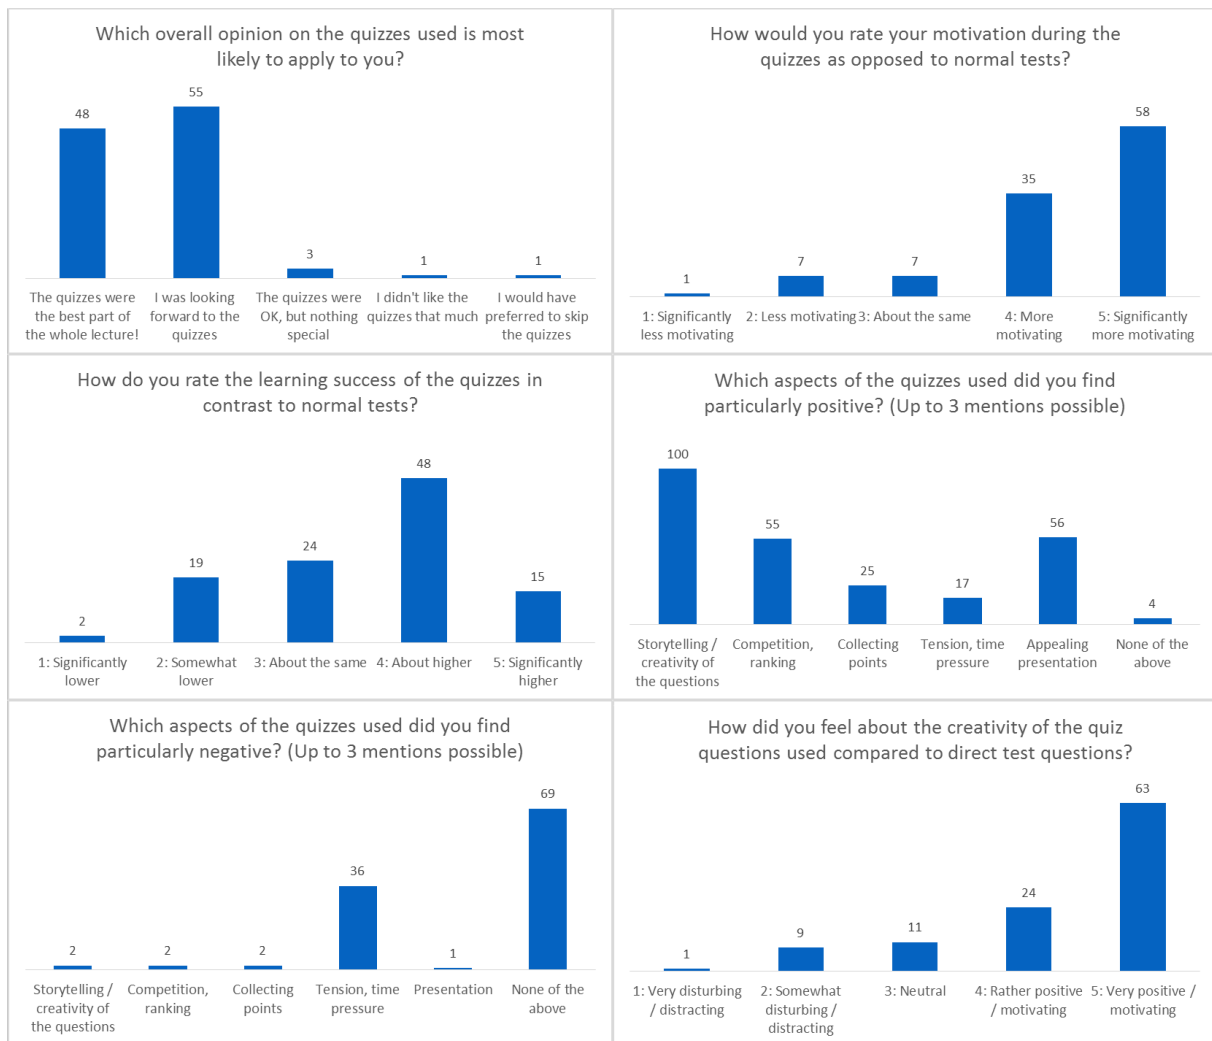 Which overall opinion on the quizzes used is most
likely to apply to you?
48
55
3
1
1
The quizzes were
the best part of
the whole lecture!
I was looking
forward to the
quizzes
The quizzes were
OK, but nothing
special
I didn't like the
quizzes that much
I would have
preferred to skip
the quizzes
How would you rate your motivation during the
quizzes as opposed to normal tests?
1
7
7
35
58
1: Significantly
less motivating
2: Less motivating
3: About the same
4: More
motivating
5: Significantly
more motivating
How do you rate the learning success of the quizzes in
contrast to normal tests?
2
19
24
48
15
1: Significantly
lower
2: Somewhat
lower
3: About the same
4: About higher
5: Significantly
higher
Which aspects of the quizzes used did you find
particularly positive? (Up to 3 mentions possible)
100
55
25
17
56
4
Storytelling /
creativity of
the questions
Competition,
ranking
Collecting
points
Tension, time
pressure
Appealing
presentation
None of the
above
Which aspects of the quizzes used did you find
particularly negative? (Up to 3 mentions possible)
2
2
2
36
1
69
Storytelling /
creativity of
the questions
Competition,
ranking
Collecting
points
Tension, time
pressure
Presentation
None of the
above
How did you feel about the creativity of the quiz
questions used compared to direct test questions?
1
9
11
24
63
1: Very disturbing
/ distracting
2: Somewhat
disturbing /
distracting
3: Neutral
4: Rather positive
/ motivating
5: Very positive /
motivating